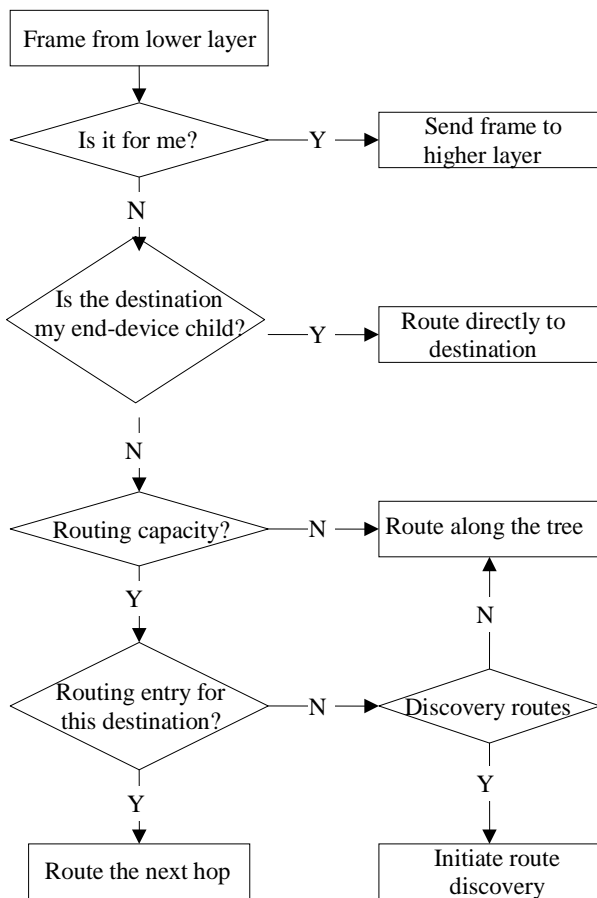 Frame from lower layer
Is it for me?
Y
Send frame to
higher layer
N
Is the destination
my end-device child?
Y
Route directly to
destination
N
Routing capacity?
N
Route along the tree
Y
N
Routing entry for
this destination?
N
Discovery routes
Y
Y
Route the next hop
Initiate route
discovery